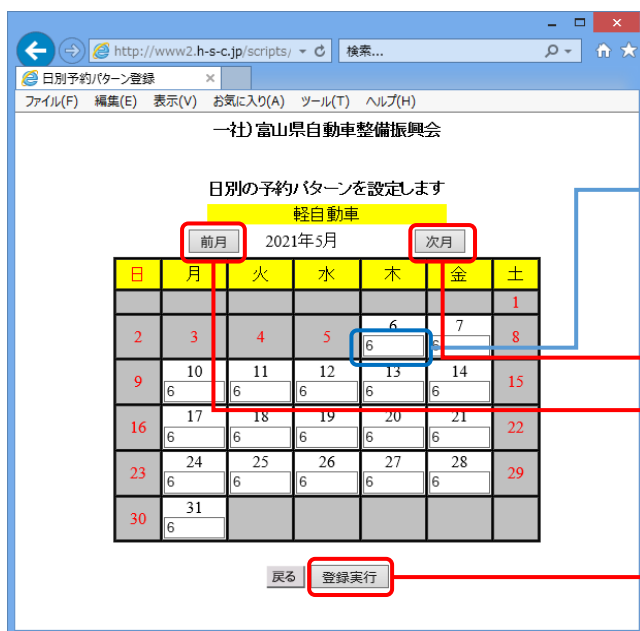 http://www2.h-s-c.jp/scripts/ 検索...
日別予約パターン登録 ×
ファイル(F) 編集(E) 表示(V) お気に入り(A) ツール(T) ヘルプ(H)
一社)富山県自動車整備振興会
日別の予約パターンを設定します
軽自動車
前月 2021年5月 次月
日 月 火 水 木 金 土
1
2 3 4 5 6 7 8
6 6
9 10 11 12 13 14 15
6 6 6 6 6
16 17 18 19 20 21 22
6 6 6 6 6
23 24 25 26 27 28 29
6 6 6 6 6
30 31
6
戻る 登録実行